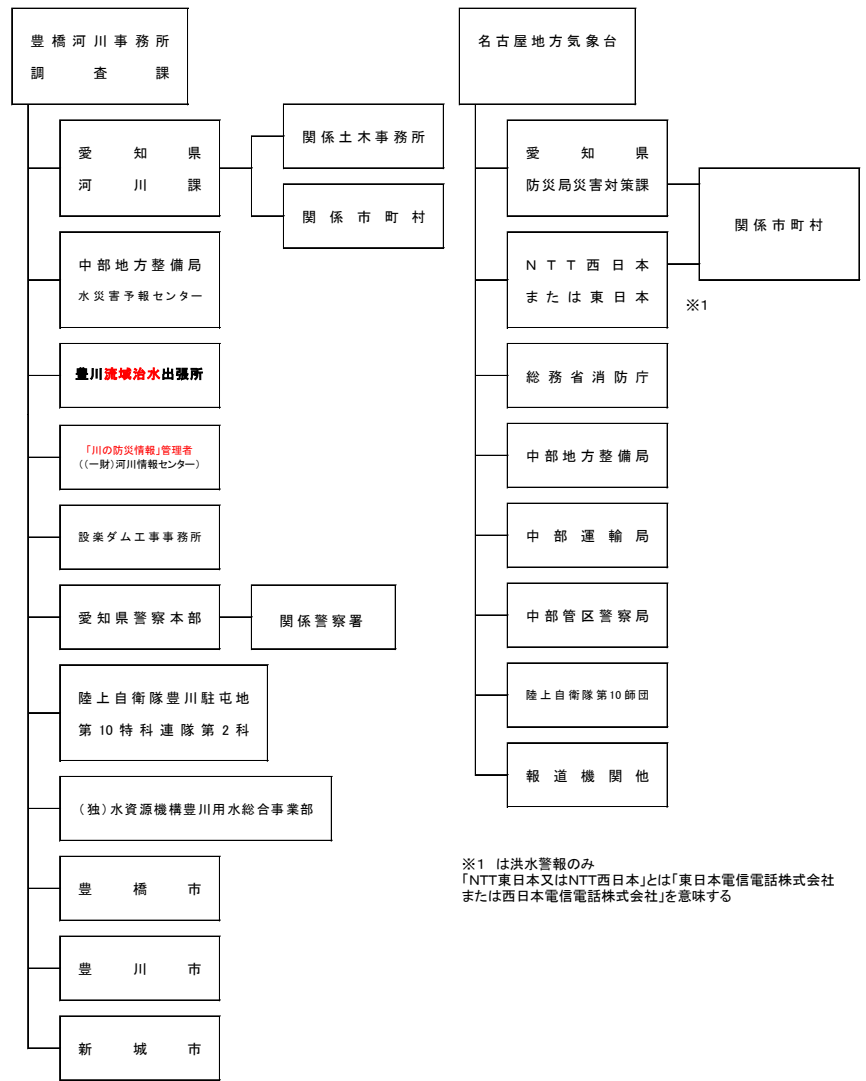 豊橋河川事務所
調査課
愛知県
河川課
関係土木事務所
関係市町村
中部地方整備局
水災害予報センター
豊川流域治水出張所
「川の防災情報」管理者
((一財)河川情報センター)
設楽ダム工事事務所
愛知県警察本部
関係警察署
陸上自衛隊豊川駐屯地
第10特科連隊第2科
(独)水資源機構豊川用水総合事業部
豊橋市
豊川市
新城市
名古屋地方気象台
愛知県
防災局災害対策課
関係市町村
NTT西日本
または東日本
※1
総務省消防庁
中部地方整備局
中部運輸局
中部管区警察局
陸上自衛隊第10師団
報道機関他
※1 は洪水警報のみ
「NTT東日本又はNTT西日本」とは「東日本電信電話株式会社
または西日本電信電話株式会社」を意味する